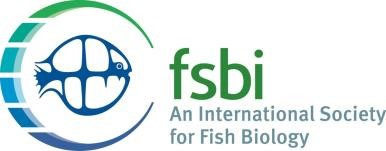 fsbi
An International Society
for Fish Biology